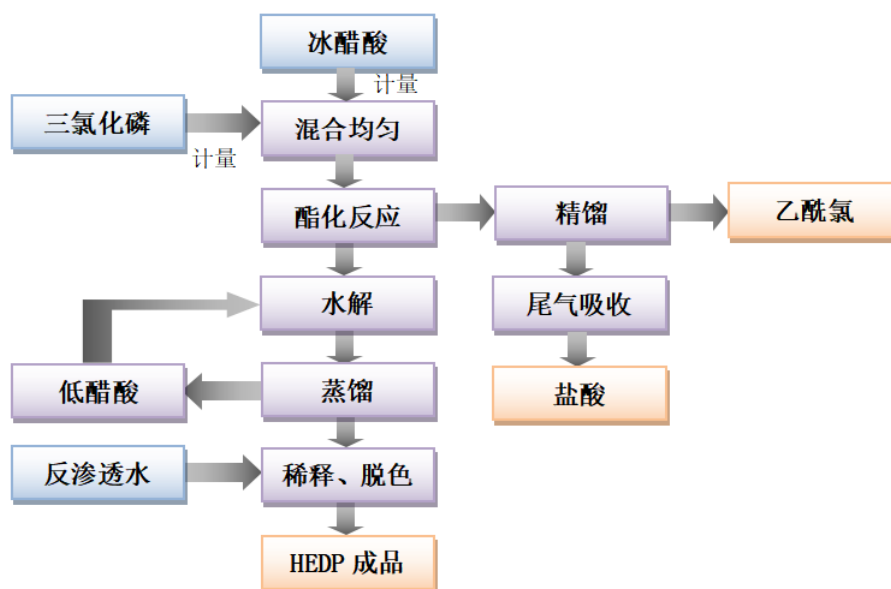 冰醋酸
计量
三氯化磷
计量
混合均匀
酯化反应
精馏
乙酰氯
水解
尾气吸收
低醋酸
蒸馏
盐酸
反渗透水
稀释、脱色
HEDP 成品